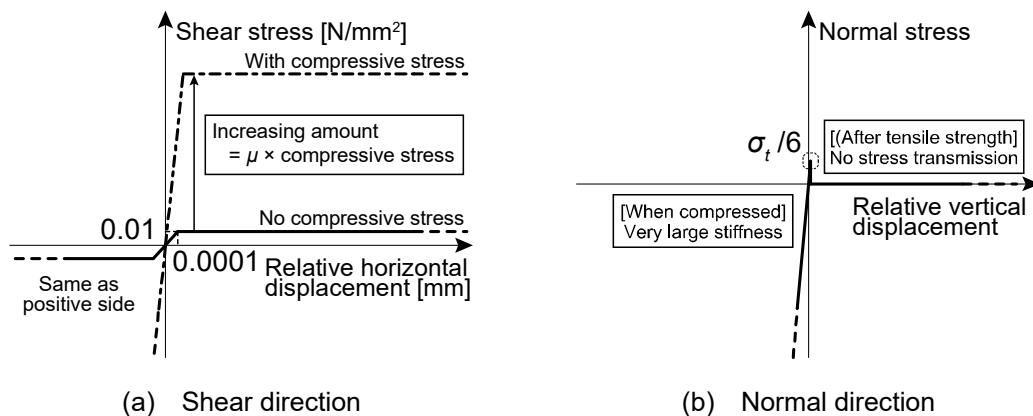 Shear stress [N/mm²]
With compressive stress
Increasing amount
= μ × compressive stress
No compressive stress
0.01
0.0001
Relative horizontal
displacement [mm]
Same as
positive side
(a) Shear direction
Normal stress
σt /6
[(After tensile strength]
No stress transmission
[When compressed]
Very large stiffness
Relative vertical
displacement
(b) Normal direction